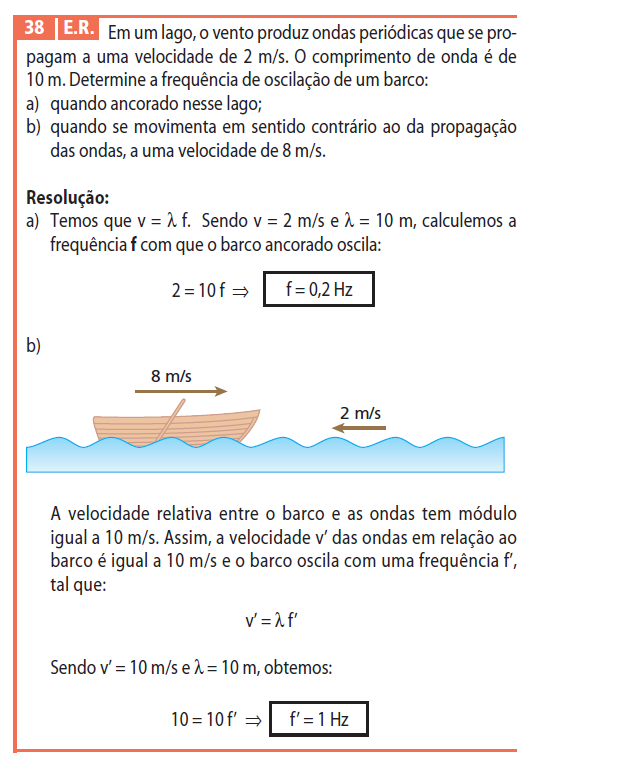 38 E.R. Em um lago, o vento produz ondas periódicas que se pro-
pagam a uma velocidade de 2 m/s. O comprimento de onda é de
10 m. Determine a frequência de oscilação de um barco:
a) quando ancorado nesse lago;
b) quando se movimenta em sentido contrário ao da propagação
das ondas, a uma velocidade de 8 m/s.
Resolução:
a) Temos que v = λ f. Sendo v = 2 m/s e λ = 10 m, calculemos a
frequência f com que o barco ancorado oscila:
2 = 10 f ⇒ f = 0,2 Hz
b)
8 m/s
2 m/s
A velocidade relativa entre o barco e as ondas tem módulo
igual a 10 m/s. Assim, a velocidade v’ das ondas em relação ao
barco é igual a 10 m/s e o barco oscila com uma frequência f’,
tal que:
v’ = λ f’
Sendo v’ = 10 m/s e λ = 10 m, obtemos:
10 = 10 f’ ⇒ f’ = 1 Hz